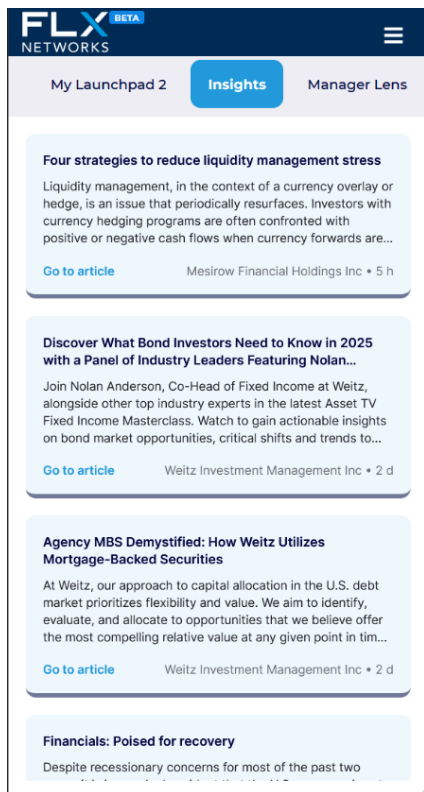 FLX BETA
NETWORKS
My Launchpad 2 Insights Manager Lens
Four strategies to reduce liquidity management stress
Liquidity management, in the context of a currency overlay or
hedge, is an issue that periodically resurfaces. Investors with
currency hedging programs are often confronted with
positive or negative cash flows when currency forwards are...
Go to article Mesirow Financial Holdings Inc • 5 h
Discover What Bond Investors Need to Know in 2025
with a Panel of Industry Leaders Featuring Nolan...
Join Nolan Anderson, Co-Head of Fixed Income at Weitz,
alongside other top industry experts in the latest Asset TV
Fixed Income Masterclass. Watch to gain actionable insights
on bond market opportunities, critical shifts and trends to...
Go to article Weitz Investment Management Inc • 2 d
Agency MBS Demystified: How Weitz Utilizes
Mortgage-Backed Securities
At Weitz, our approach to capital allocation in the U.S. debt
market prioritizes flexibility and value. We aim to identify,
evaluate, and allocate to opportunities that we believe offer
the most compelling relative value at any given point in tim...
Go to article Weitz Investment Management Inc • 2 d
Financials: Poised for recovery
Despite recessionary concerns for most of the past two